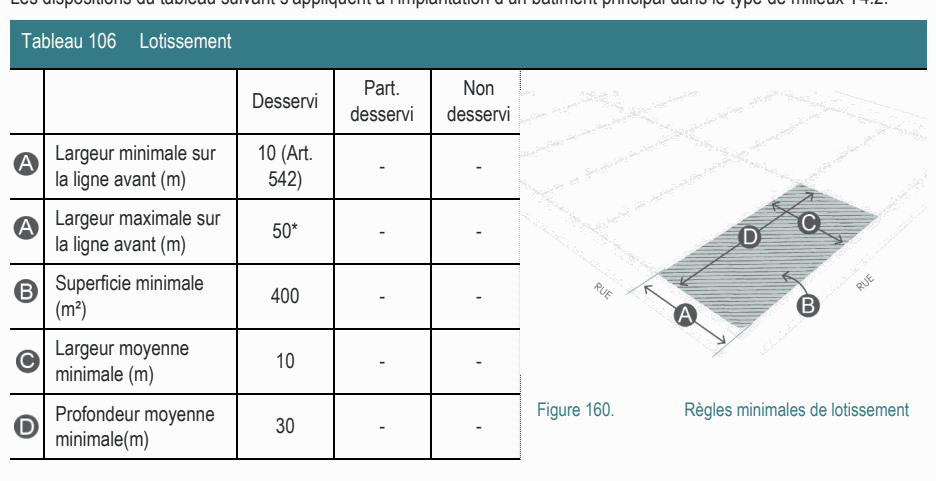 Les dispositions du tableau suivant s'appliquent à l'implantation d'un bâtiment principal dans le type de milieux T4.2.
Tableau 106 Lotissement
Desservi
Part.
desservi
Non
desservi
A
Largeur minimale sur
la ligne avant (m)
10 (Art.
542)
-
-
A
Largeur maximale sur
la ligne avant (m)
50*
-
-
B
Superficie minimale
(m²)
400
-
-
C
Largeur moyenne
minimale (m)
10
-
-
D
Profondeur moyenne
minimale(m)
30
-
-
C
D
RUE
RUE
A
B
Figure 160. Règles minimales de lotissement